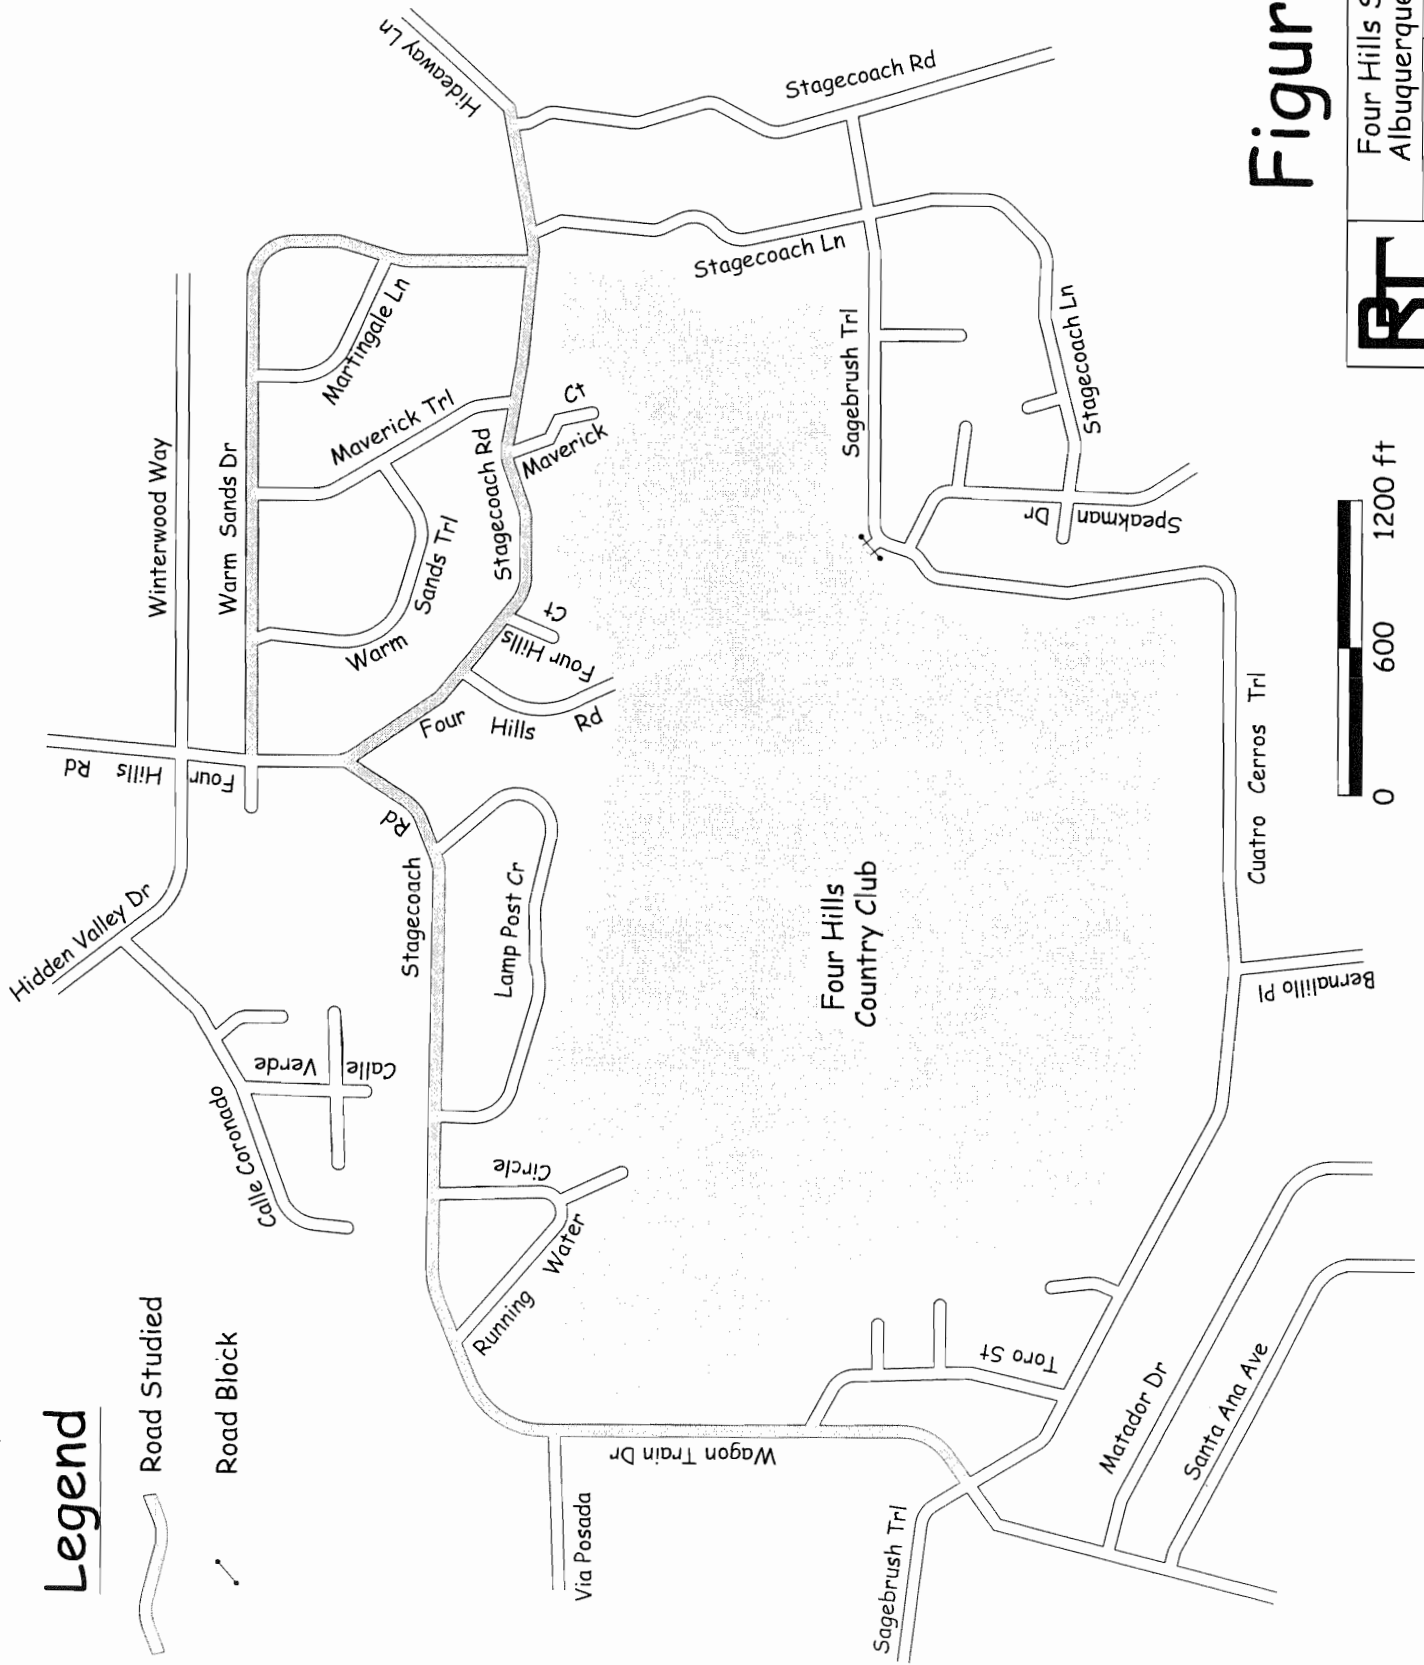 Legend
Road Studied
Road Block
Hideaway Ln
Stagecoach Rd
Stagecoach Ln
Martingale Ln
Maverick Trl
Winterwood Way
Warm Sands Dr
Stagecoach Rd
Maverick Ct
Sagebrush Trl
Stagecoach Ln
Warm Sands Trl
Four Hills Ct
Speakman Dr
Four Hills Rd
Four Hills Rd
Hidden Valley Dr
Stagecoach Rd
Lamp Post Cr
Four Hills
Country Club
Cuatro Cerros Trl
Calle Verde
Calle
Calle Coronado
Running Water Circle
Bernalillo Pl
Toro St
Wagon Train Dr
Via Posada
Matador Dr
Santa Ana Ave
Sagebrush Trl
0 600 1200 ft
Figur
Four Hills S
Albuquerque